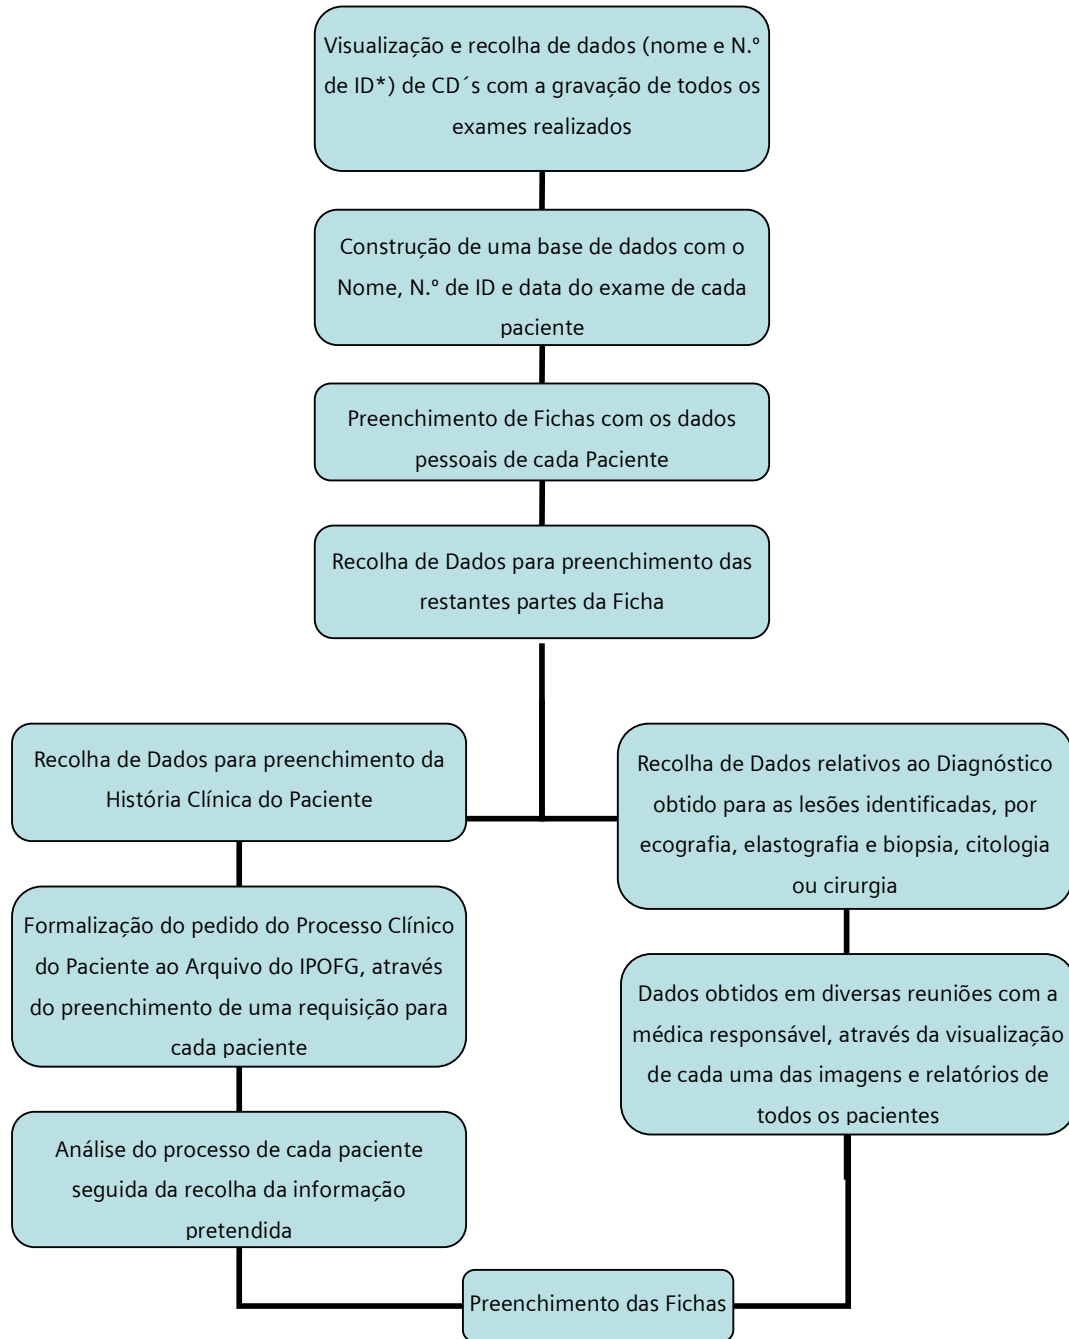 Visualização e recolha de dados (nome e N.º
de ID*) de CD´s com a gravação de todos os
exames realizados
Construção de uma base de dados com o
Nome, N.º de ID e data do exame de cada
paciente
Preenchimento de Fichas com os dados
pessoais de cada Paciente
Recolha de Dados para preenchimento das
restantes partes da Ficha
Recolha de Dados para preenchimento da
História Clínica do Paciente
Formalização do pedido do Processo Clínico
do Paciente ao Arquivo do IPOFG, através
do preenchimento de uma requisição para
cada paciente
Análise do processo de cada paciente
seguida da recolha da informação
pretendida
Recolha de Dados relativos ao Diagnóstico
obtido para as lesões identificadas, por
ecografia, elastografia e biopsia, citologia
ou cirurgia
Dados obtidos em diversas reuniões com a
médica responsável, através da visualização
de cada uma das imagens e relatórios de
todos os pacientes
Preenchimento das Fichas